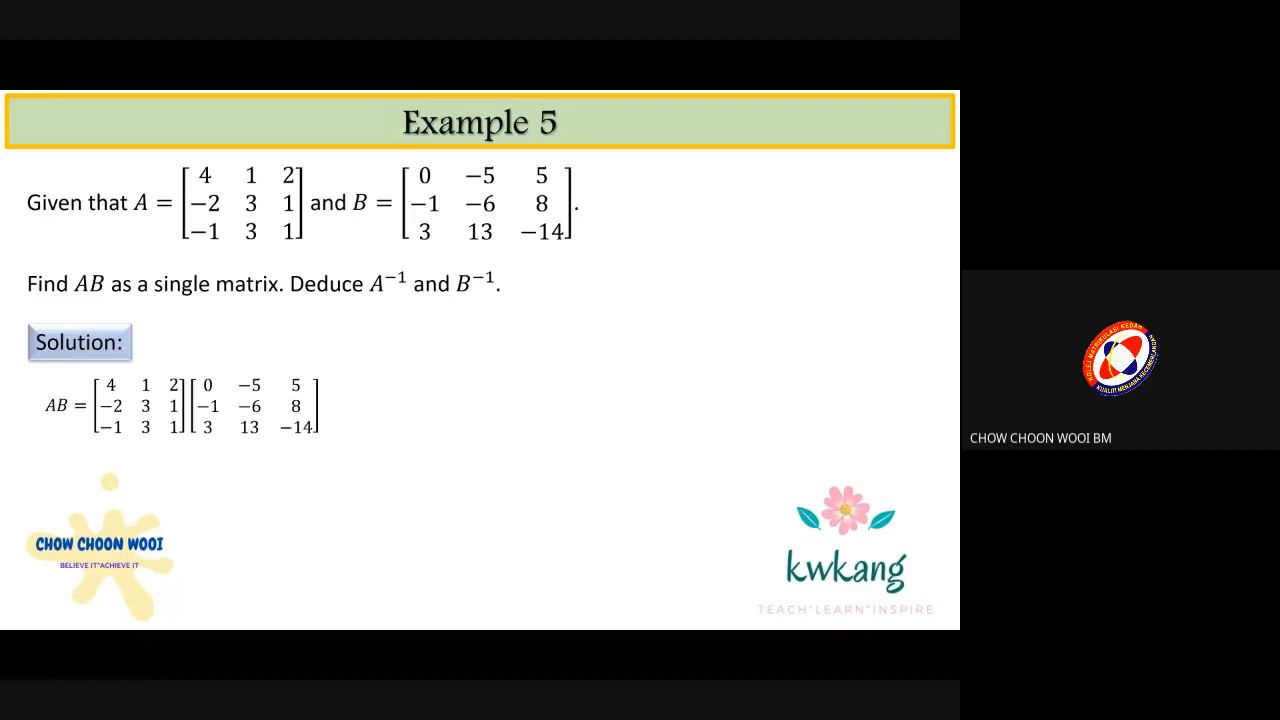 Example 5
Given that A = [4 1 2; −2 3 1; −1 3 1] and B = [0 −5 5; −1 −6 8; 3 13 −14].
Find AB as a single matrix. Deduce A⁻¹ and B⁻¹.
Solution:
AB = [4 1 2; −2 3 1; −1 3 1] [0 −5 5; −1 −6 8; 3 13 −14]
CHOW CHOON WOOI
BELIEVE IT*ACHIEVE IT
kwkang
TEACH*LEARN*INSPIRE
KOLEJ MATRIKULASI KEDAH
CHOW CHOON WOOI BM